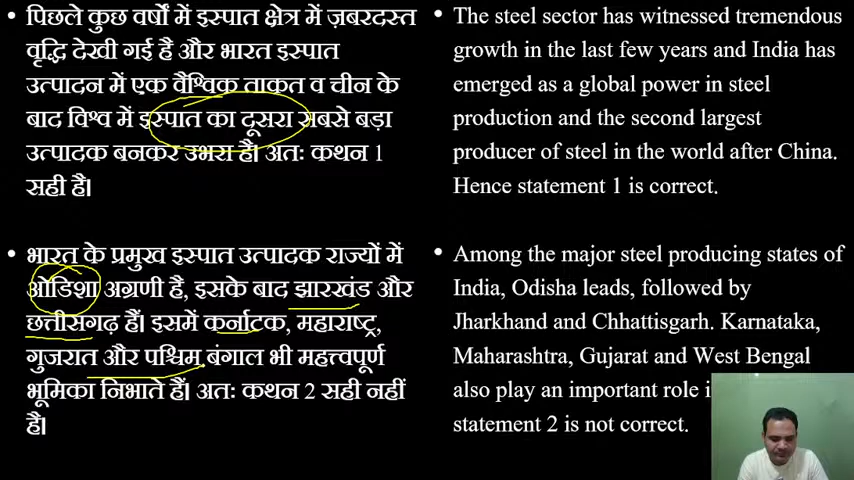 • पिछले कुछ वर्षों में इस्पात क्षेत्र में ज़बरदस्त
वृद्धि देखी गई है और भारत इस्पात
उत्पादन में एक वैश्विक ताकत व चीन के
बाद विश्व में इस्पात का दूसरा सबसे बड़ा
उत्पादक बनकर उभरा है। अतः कथन 1
सही है।
• भारत के प्रमुख इस्पात उत्पादक राज्यों में
ओडिशा अग्रणी है, इसके बाद झारखंड और
छत्तीसगढ़ हैं। इसमें कर्नाटक, महाराष्ट्र,
गुजरात और पश्चिम बंगाल भी महत्त्वपूर्ण
भूमिका निभाते हैं। अतः कथन 2 सही नहीं
है।
• The steel sector has witnessed tremendous
growth in the last few years and India has
emerged as a global power in steel
production and the second largest
producer of steel in the world after China.
Hence statement 1 is correct.
• Among the major steel producing states of
India, Odisha leads, followed by
Jharkhand and Chhattisgarh. Karnataka,
Maharashtra, Gujarat and West Bengal
also play an important role
statement 2 is not correct.